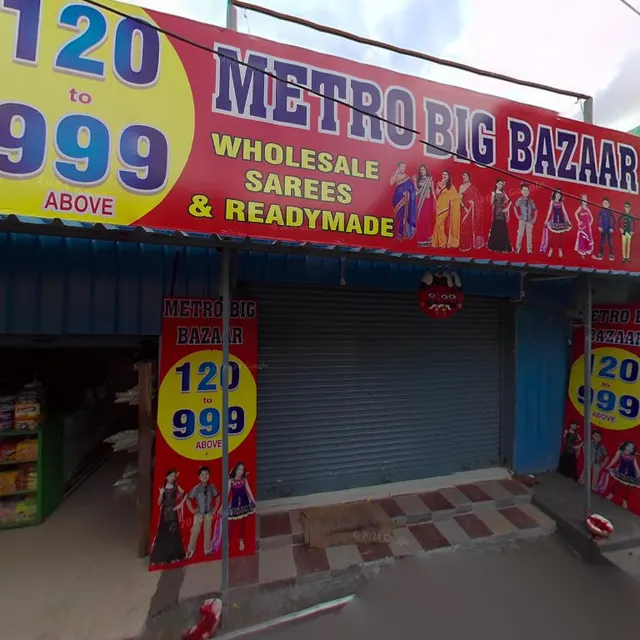 120
to
999
ABOVE
METRO BIG BAZAAR
WHOLESALE
SAREES
& READYMADE
METRO BIG
BAZAAR
120
to
999
ABOVE
METRO B
BAZAAR
120
to
999
ABOVE